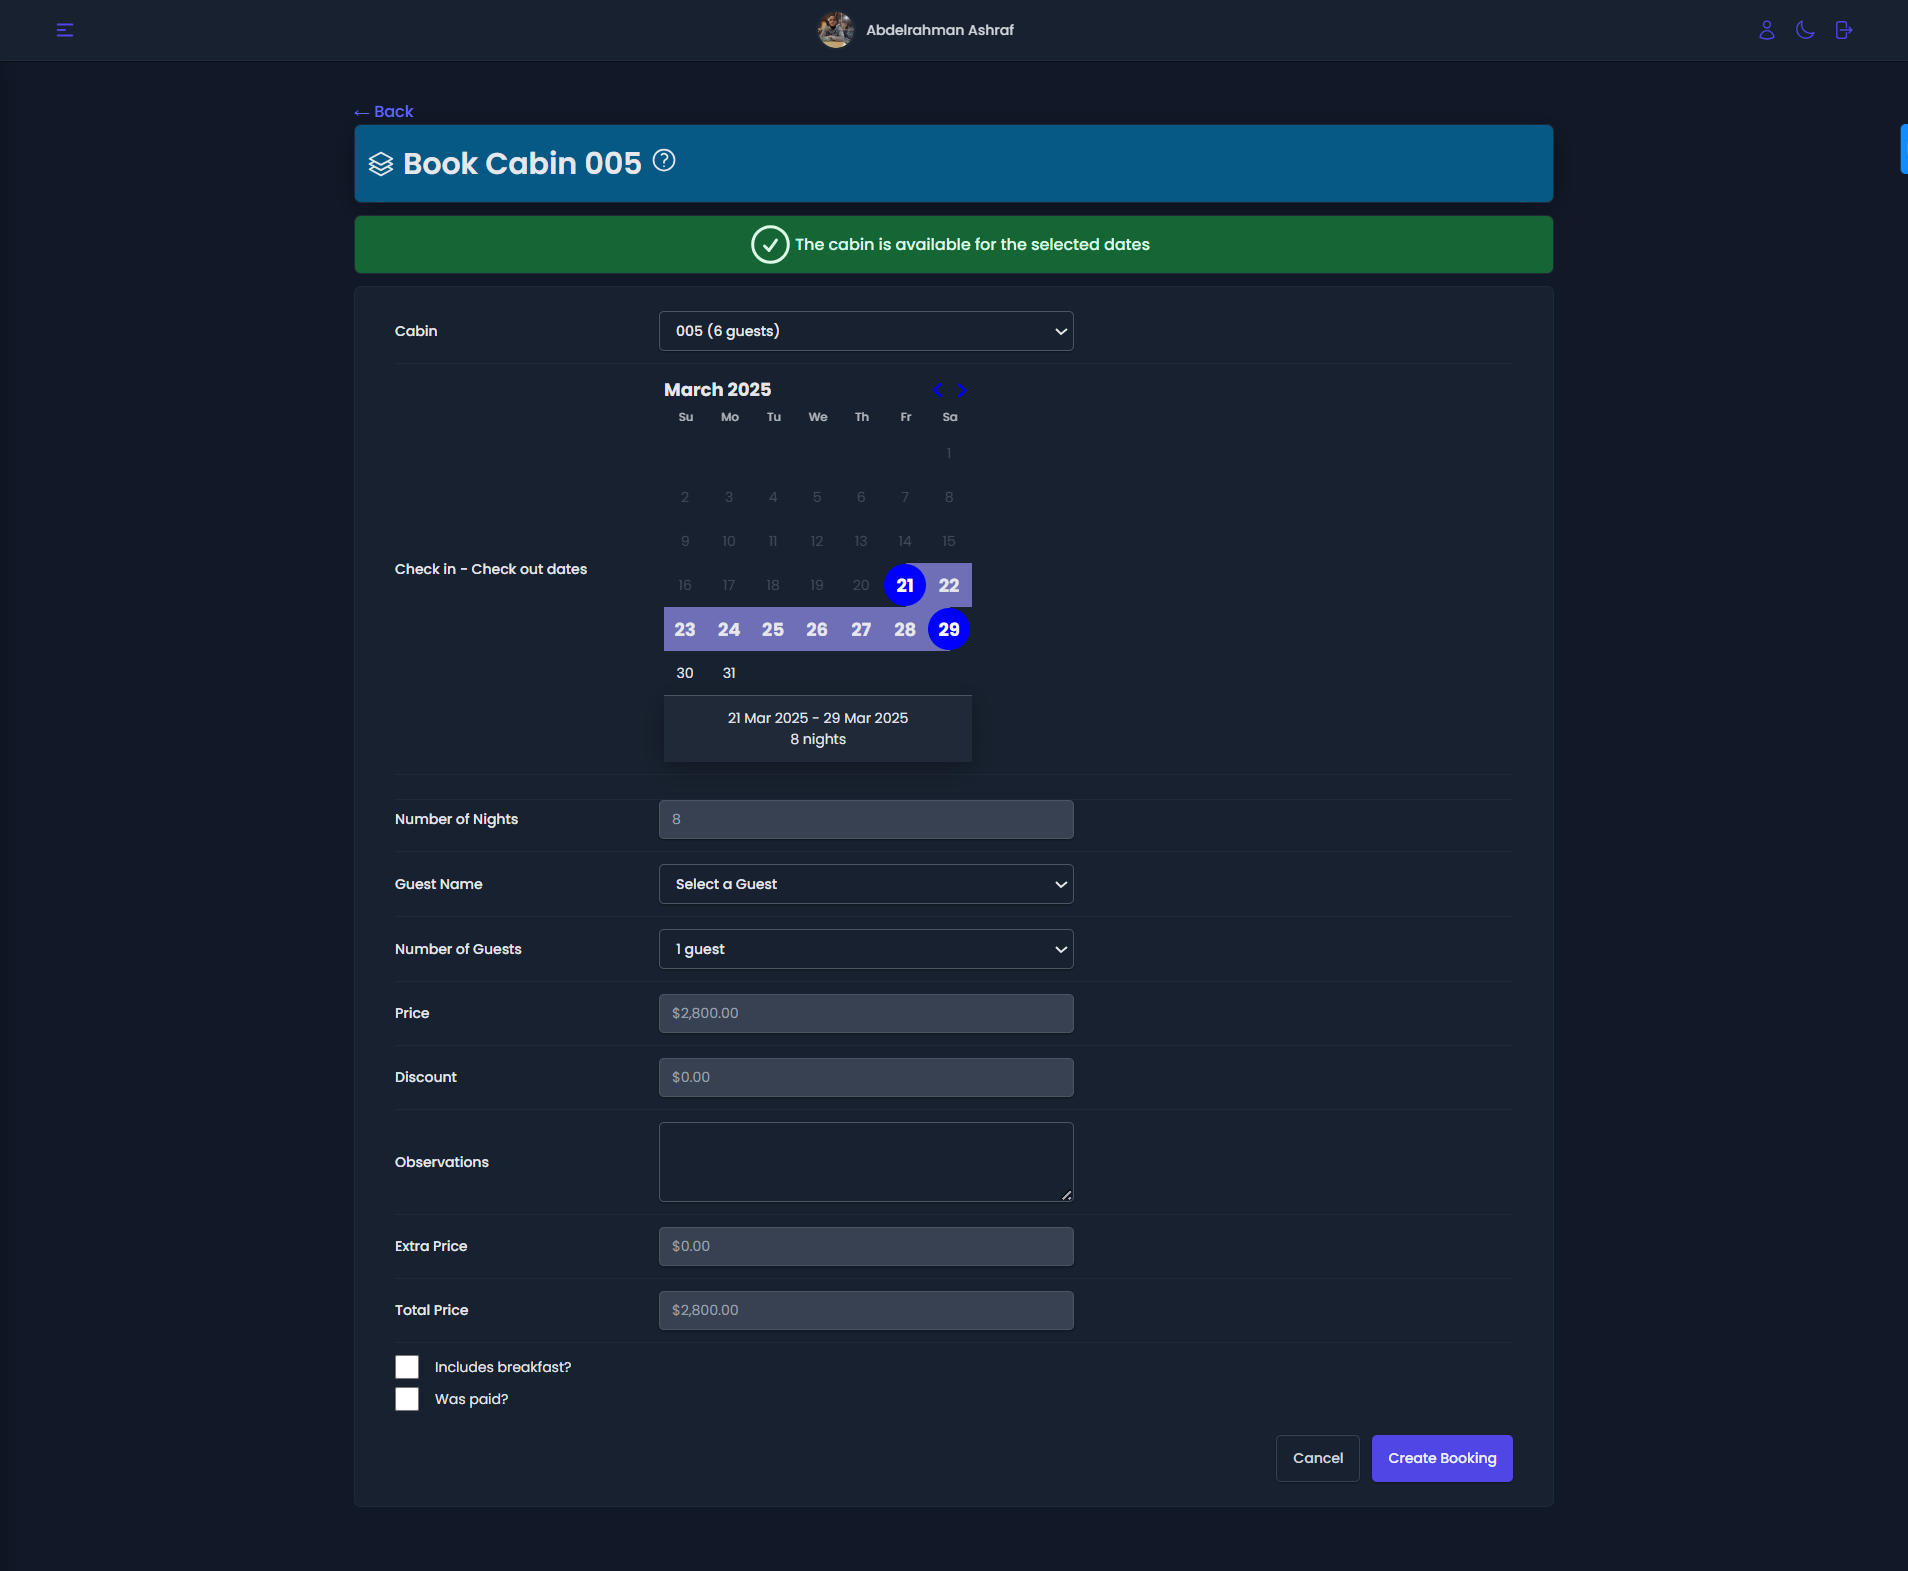 Abdelrahman Ashraf
← Back
Book Cabin 005
The cabin is available for the selected dates
Cabin
005 (6 guests)
March 2025
Su Mo Tu We Th Fr Sa
1
2 3 4 5 6 7 8
9 10 11 12 13 14 15
Check in - Check out dates
16 17 18 19 20 21 22
23 24 25 26 27 28 29
30 31
21 Mar 2025 - 29 Mar 2025
8 nights
Number of Nights
8
Guest Name
Select a Guest
Number of Guests
1 guest
Price
$2,800.00
Discount
$0.00
Observations
Extra Price
$0.00
Total Price
$2,800.00
Includes breakfast?
Was paid?
Cancel
Create Booking